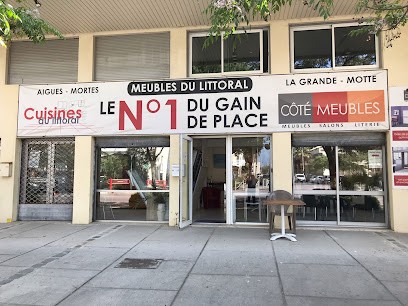 MEUBLES DU LITTORAL
AIGUES - MORTES
Cuisines
au littoral
LE N°1 DU GAIN
DE PLACE
LA GRANDE - MOTTE
CÔTÉ MEUBLES
MEUBLES SALONS LITERIE